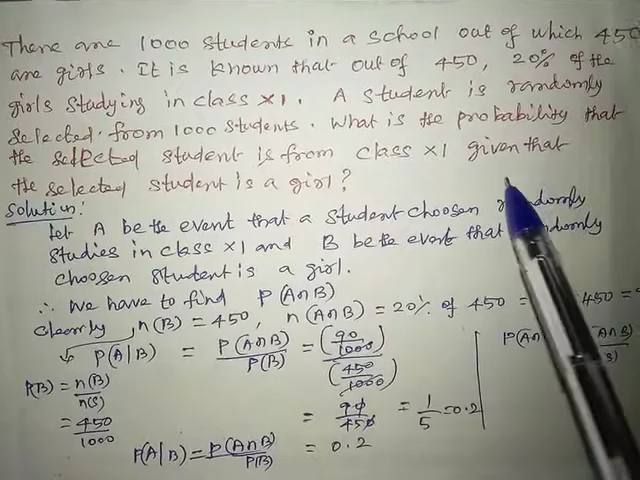 There are 1000 students in a school out of which 450
are girls. It is known that out of 450, 20% of the
girls studying in class x1. A student is randomly
selected from 1000 students. What is the probability that
the selected student is from class x1 given that
the selected student is a girl?
Solution:
let A be the event that a student choosen randomly
studies in class x1 and B be the event that randomly
choosen student is a girl.
∴ we have to find P(A∩B)
Clearly n(B) = 450, n(A∩B) = 20% of 450 = 450 =
P(A|B) = P(A∩B)/P(B) = (90/1000)/(450/1000)
P(B) = n(B)/n(S)
= 450/1000
= 90/450 = 1/5 = 0.2
P(A|B) = P(A∩B)/P(B) = 0.2